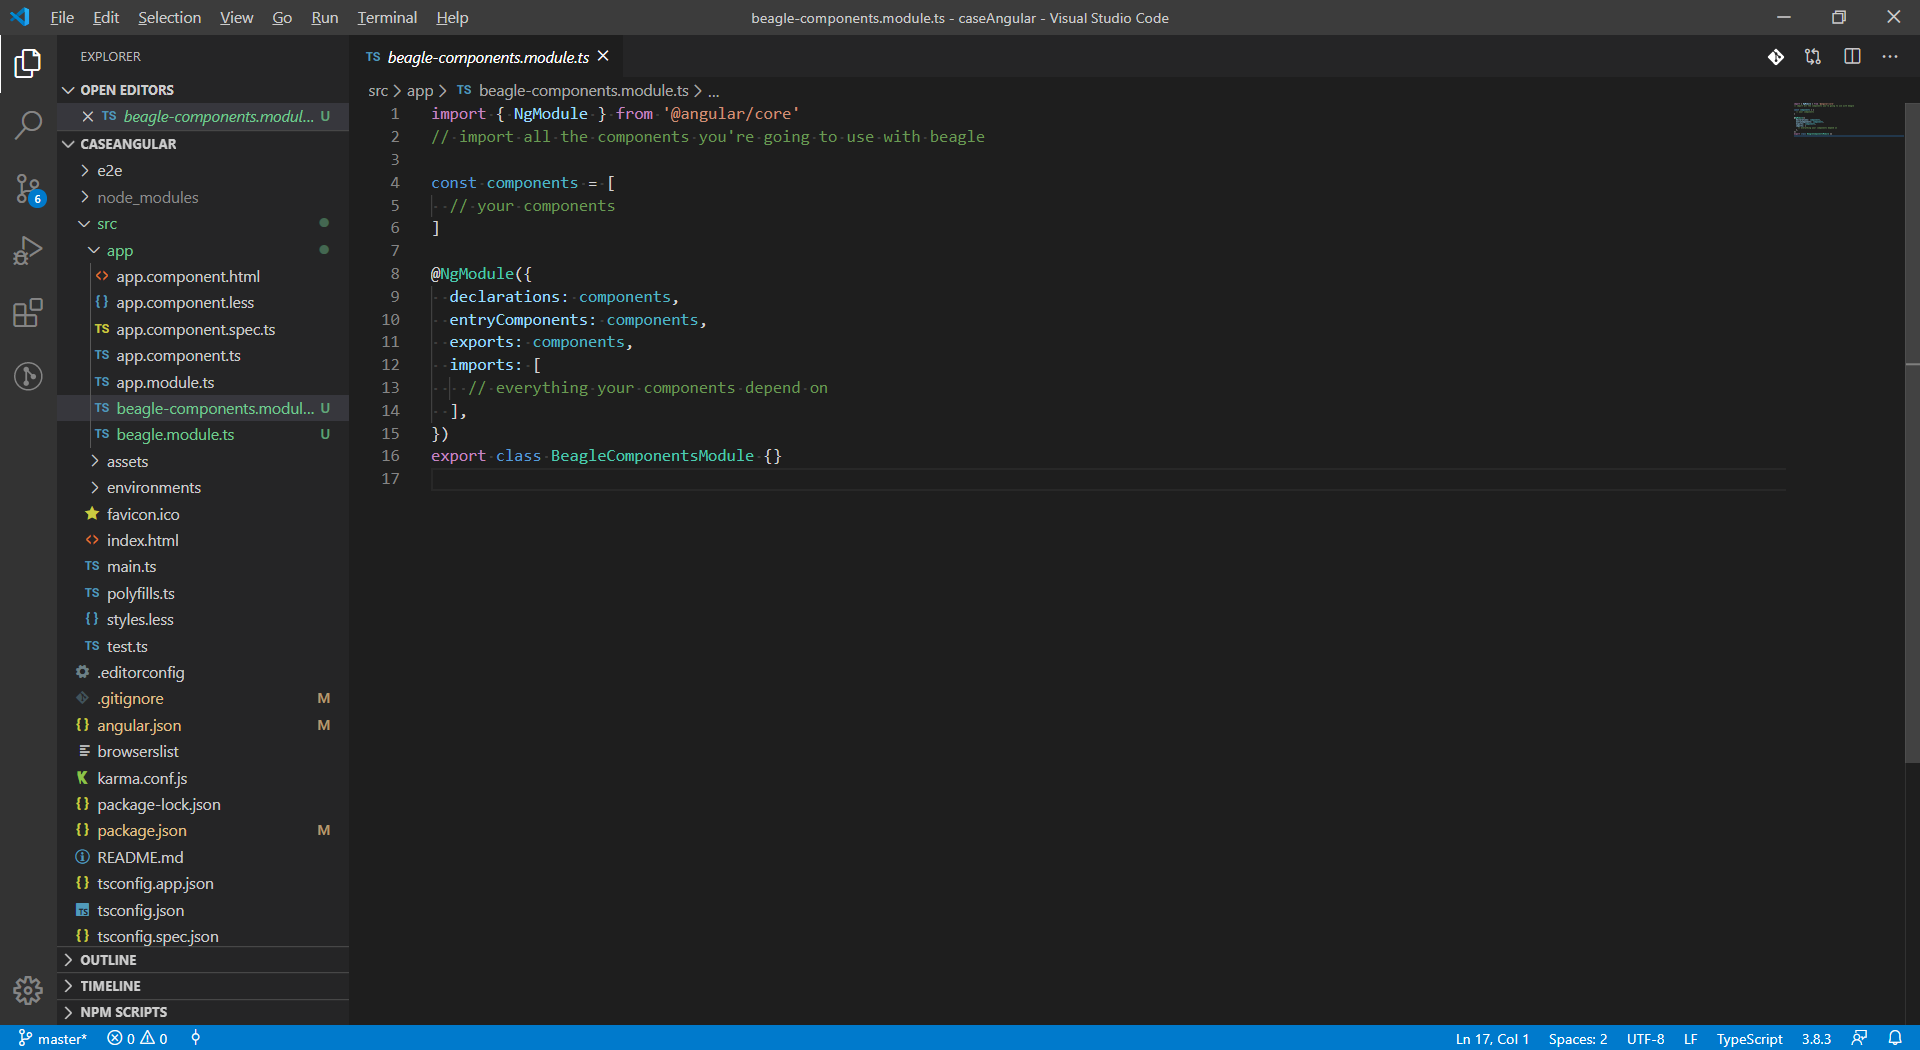 File Edit Selection View Go Run Terminal Help
beagle-components.module.ts - caseAngular - Visual Studio Code
EXPLORER
OPEN EDITORS
TS beagle-components.modul... U
CASEANGULAR
e2e
node_modules
src
app
app.component.html
app.component.less
TS app.component.spec.ts
TS app.component.ts
TS app.module.ts
TS beagle-components.modul... U
TS beagle.module.ts U
assets
environments
favicon.ico
index.html
TS main.ts
TS polyfills.ts
{} styles.less
TS test.ts
.editorconfig
.gitignore M
{} angular.json M
browserslist
K karma.conf.js
{} package-lock.json
{} package.json M
README.md
{} tsconfig.app.json
TS tsconfig.json
{} tsconfig.spec.json
OUTLINE
TIMELINE
NPM SCRIPTS
6
TS beagle-components.module.ts
src > app > TS beagle-components.module.ts > ...
1 import { NgModule } from '@angular/core'
2 // import all the components you're going to use with beagle
3
4 const components = [
5 // your components
6 ]
7
8 @NgModule({
9 declarations: components,
10 entryComponents: components,
11 exports: components,
12 imports: [
13 // everything your components depend on
14 ],
15 })
16 export class BeagleComponentsModule {}
17
master* 0 0
Ln 17, Col 1 Spaces: 2 UTF-8 LF TypeScript 3.8.3